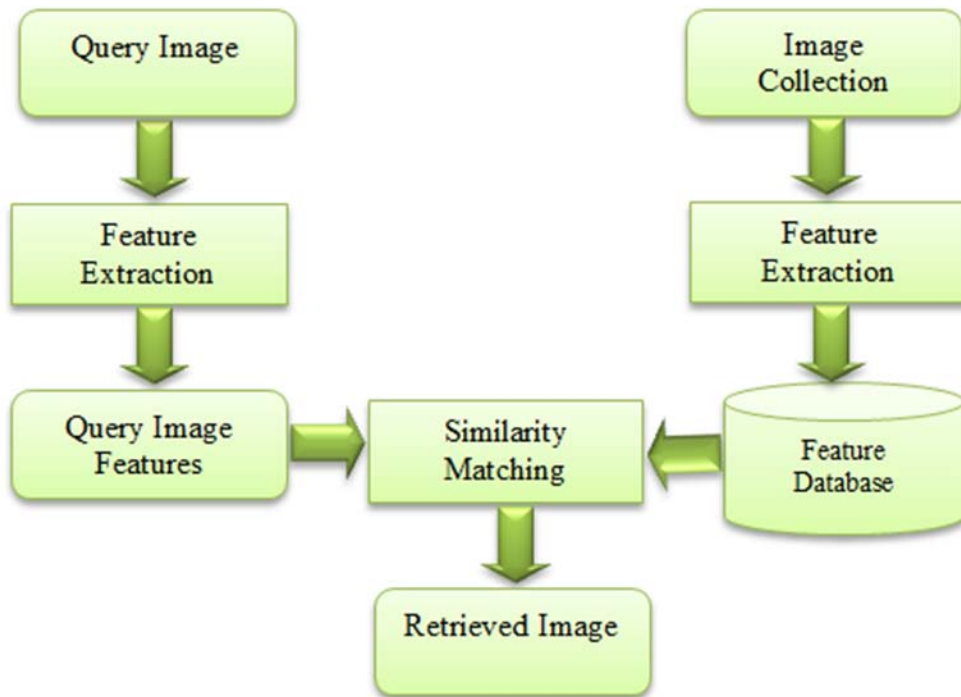 Query Image
Image
Collection
Feature
Extraction
Feature
Extraction
Query Image
Features
Similarity
Matching
Feature
Database
Retrieved Image